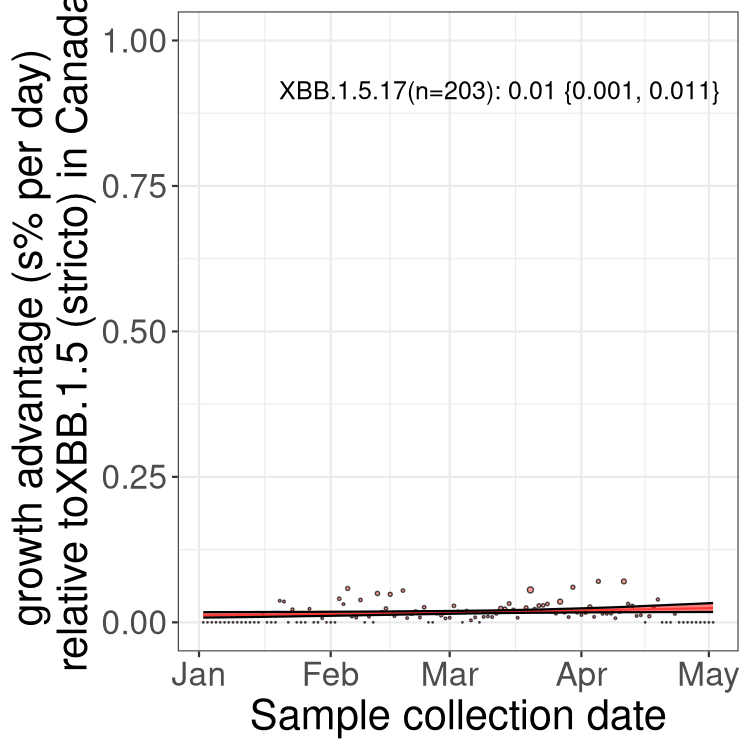 growth advantage (s% per day)
relative toXBB.1.5 (stricto) in Canada
1.00
0.75
0.50
0.25
0.00
XBB.1.5.17(n=203): 0.01 {0.001, 0.011}
Jan Feb Mar Apr May
Sample collection date